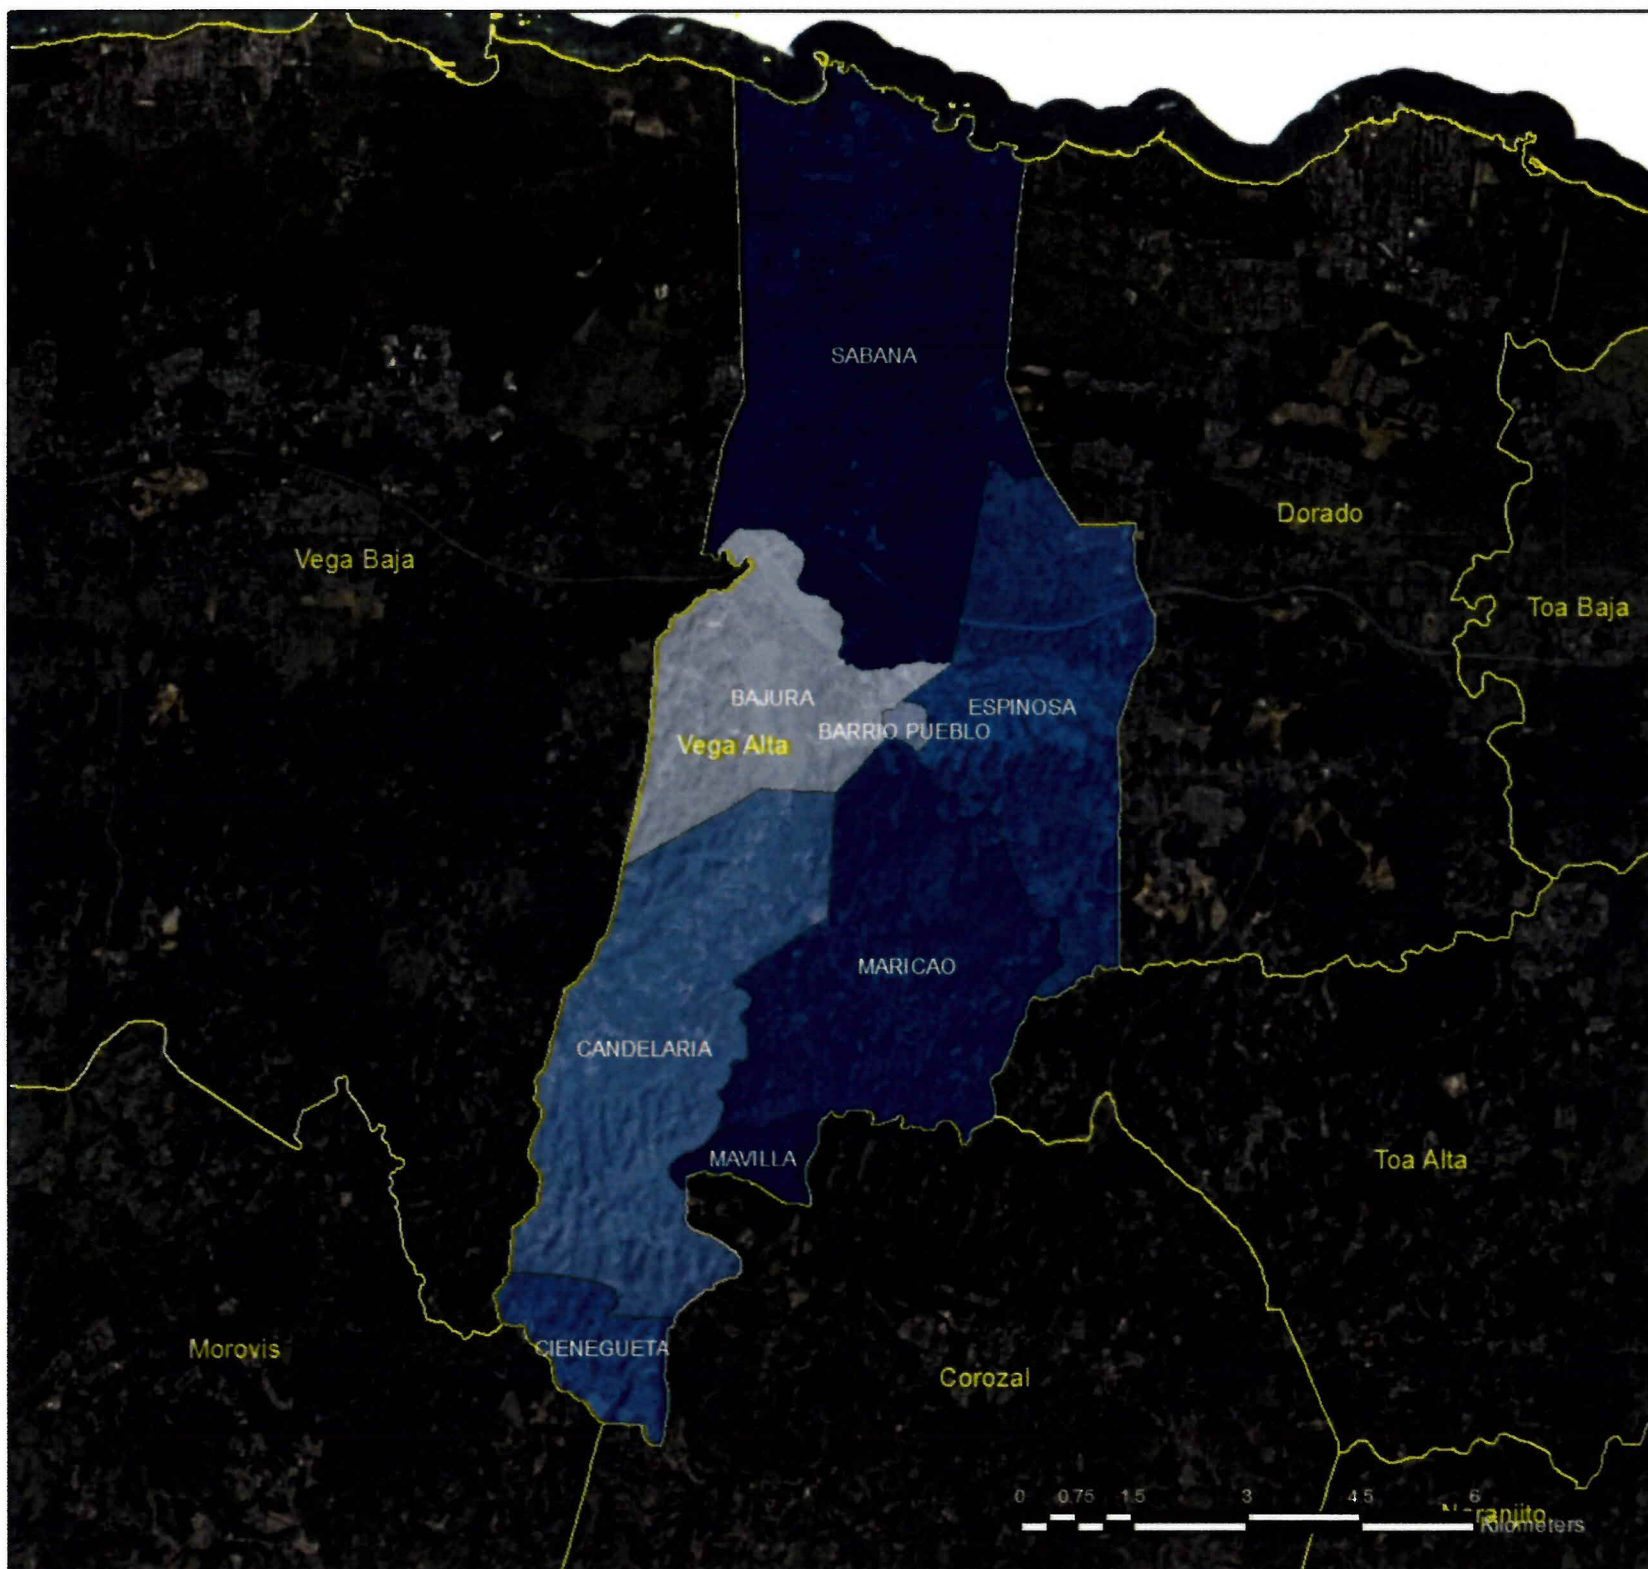 SABANA
Dorado
Vega Baja
Toa Baja
BAJURA
ESPINOSA
BARRIO PUEBLO
Vega Alta
MARICAO
CANDELARIA
MAVILLA
Toa Alta
CIENEGUETA
Morovis
Corozal
0 0.75 1.5 3 4.5 6
Kilometers